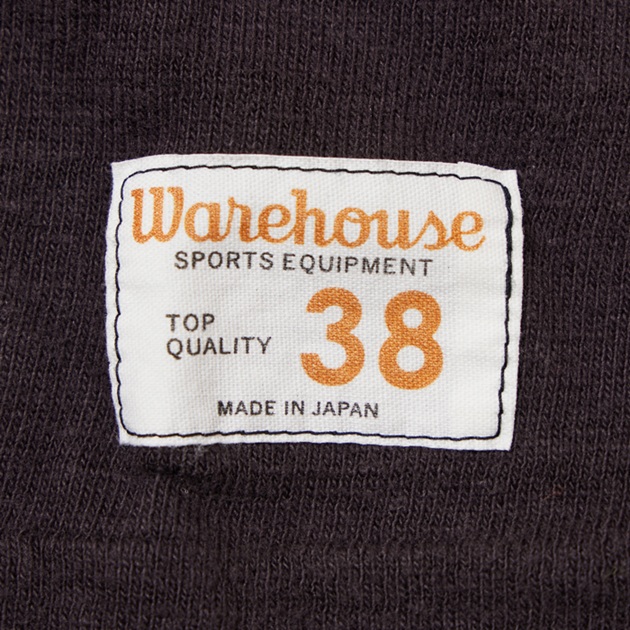 Warehouse
SPORTS EQUIPMENT
TOP
QUALITY
38
MADE IN JAPAN